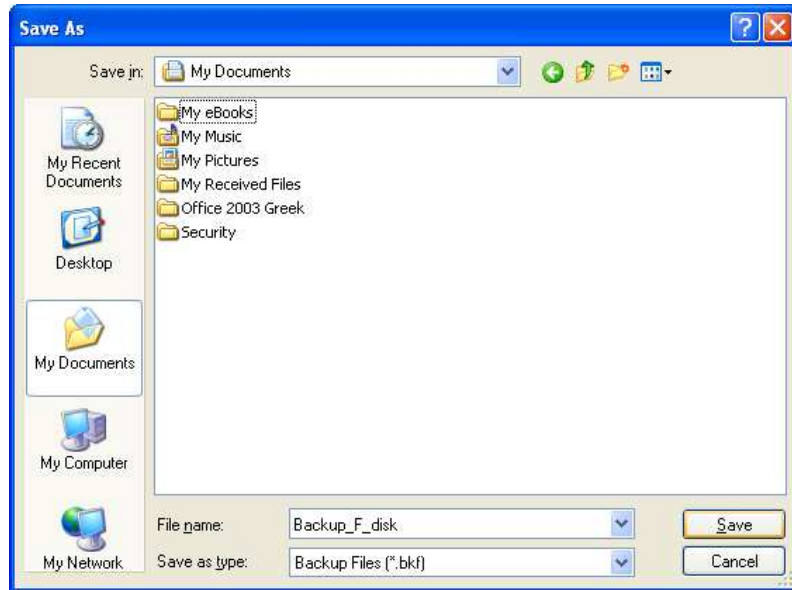 Save As
Save in:
My Documents
My Recent
Documents
Desktop
My Documents
My Computer
My Network
My eBooks
My Music
My Pictures
My Received Files
Office 2003 Greek
Security
File name:
Backup_F_disk
Save
Save as type:
Backup Files (*.bkf)
Cancel